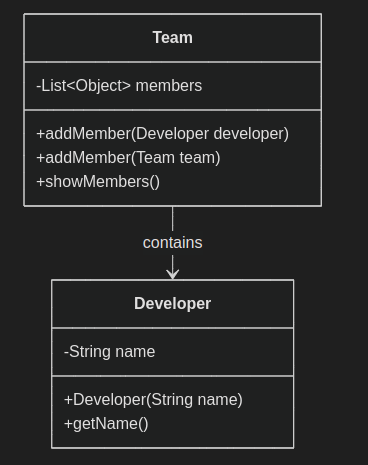 Team
-List<Object> members
+addMember(Developer developer)
+addMember(Team team)
+showMembers()
contains
Developer
-String name
+Developer(String name)
+getName()